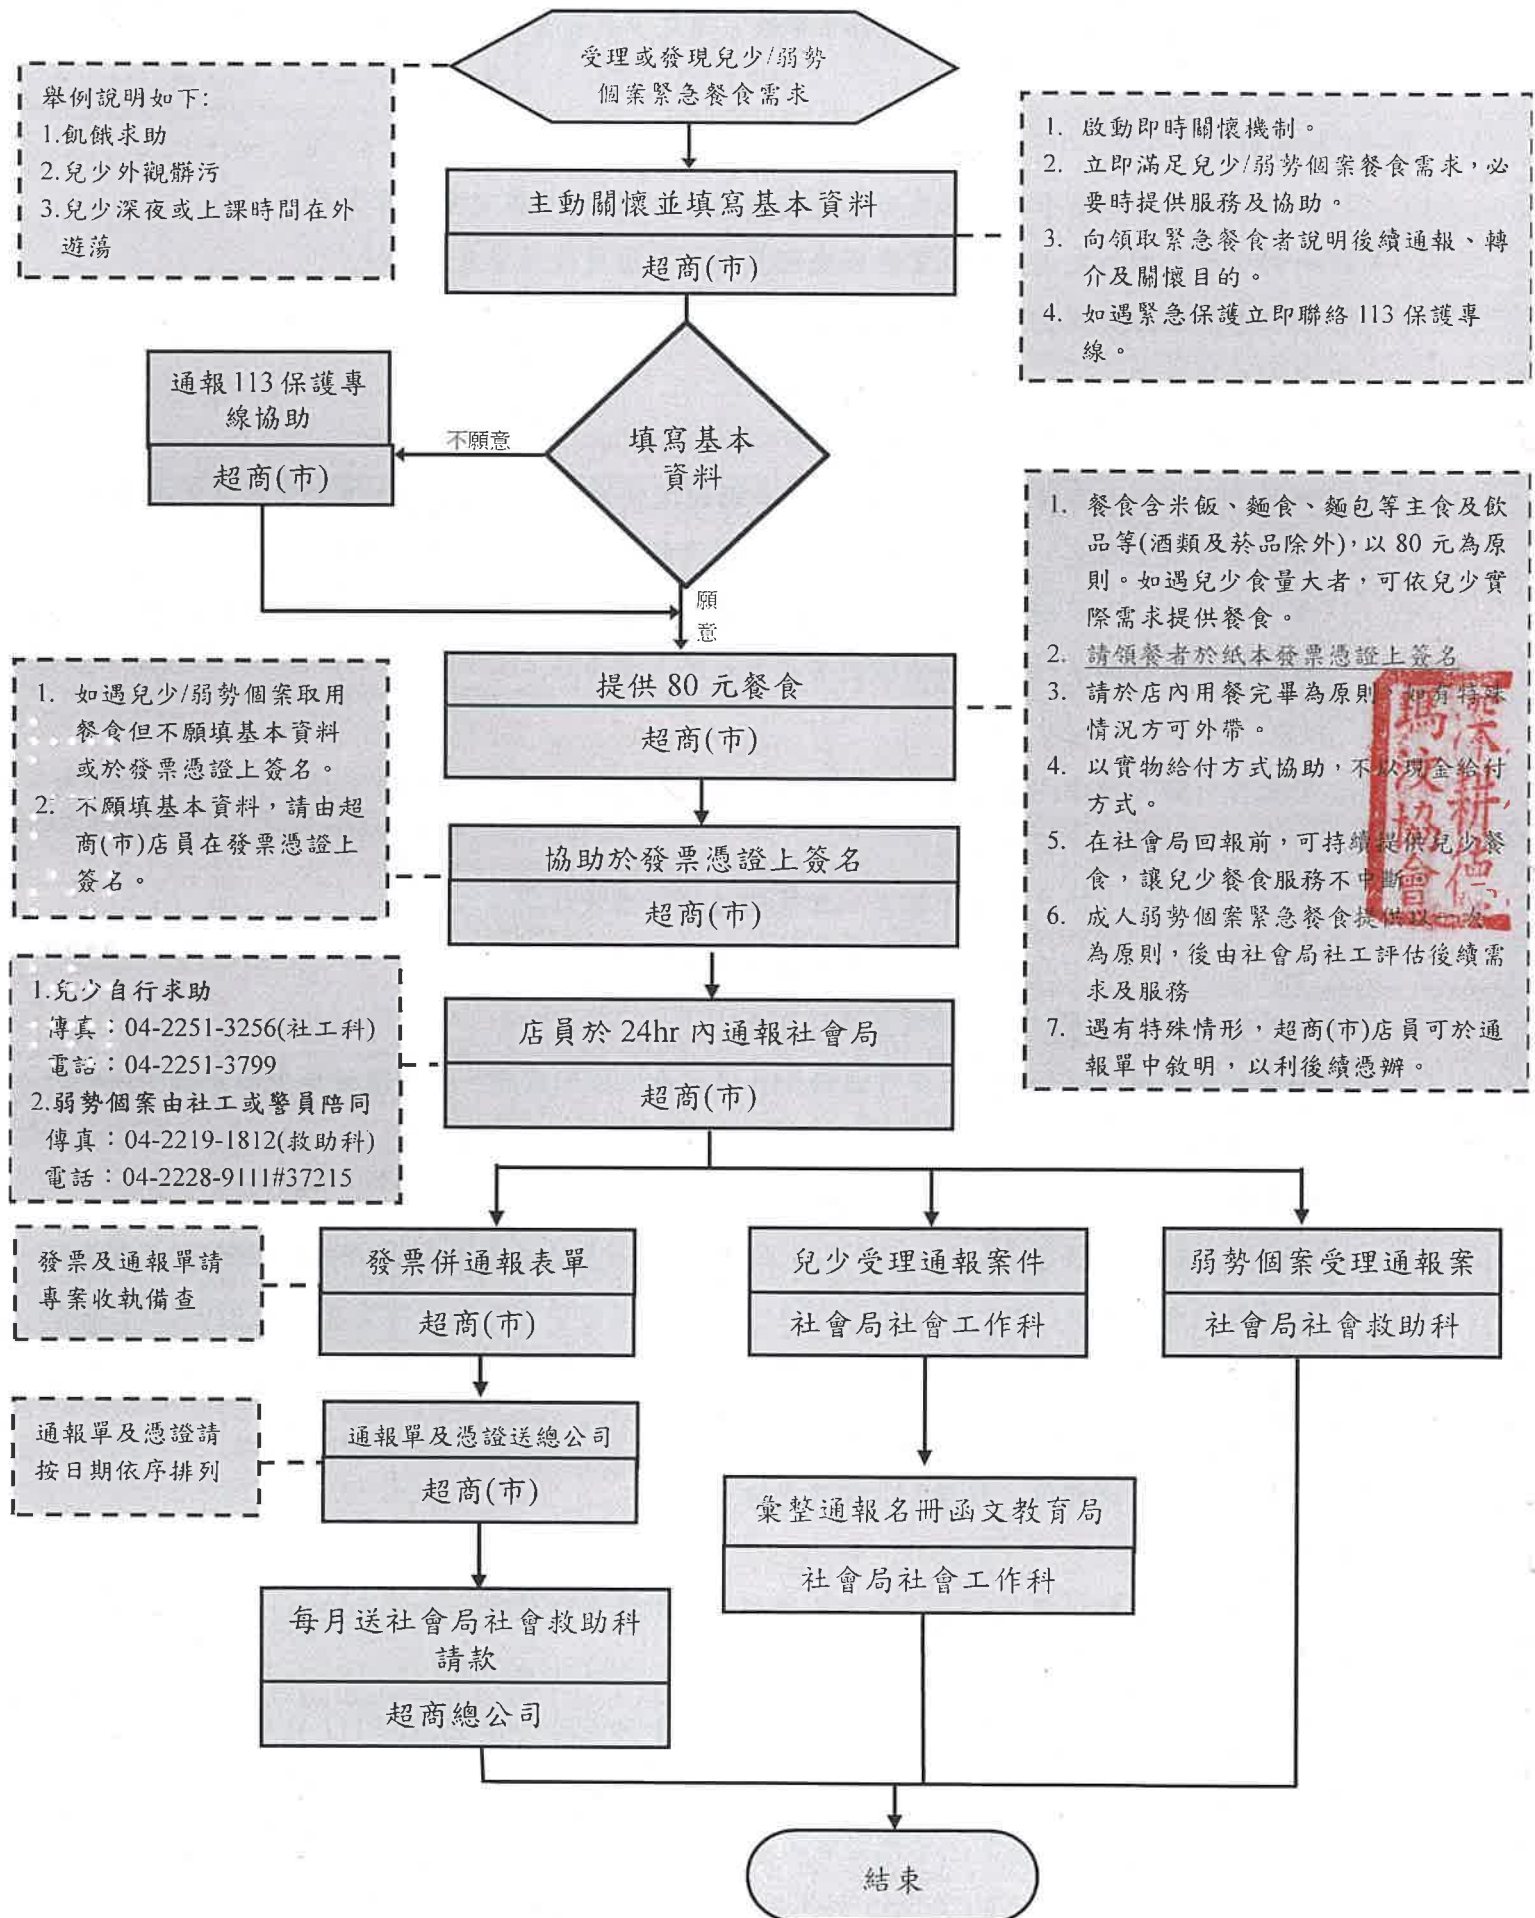 受理或發現兒少/弱勢
個案緊急餐食需求
舉例說明如下:
1.飢餓求助
2.兒少外觀髒污
3.兒少深夜或上課時間在外
遊蕩
主動關懷並填寫基本資料
超商(市)
1. 啟動即時關懷機制。
2. 立即滿足兒少/弱勢個案餐食需求,必
要時提供服務及協助。
3. 向領取緊急餐食者說明後續通報、轉
介及關懷目的。
4. 如遇緊急保護立即聯絡 113 保護專
線。
通報 113 保護專
線協助
超商(市)
不願意
填寫基本
資料
願
意
提供 80 元餐食
超商(市)
1. 餐食含米飯、麵食、麵包等主食及飲
品等(酒類及菸品除外),以 80 元為原
則。如遇兒少食量大者,可依兒少實
際需求提供餐食。
2. 請領餐者於紙本發票憑證上簽名
3. 請於店內用餐完畢為原則,如有特殊
情況方可外帶。
4. 以實物給付方式協助,不以現金給付
方式。
5. 在社會局回報前,可持續提供兒少餐
食,讓兒少餐食服務不中斷。
6. 成人弱勢個案緊急餐食提供以一次
為原則,後由社會局社工評估後續需
求及服務
7. 遇有特殊情形,超商(市)店員可於通
報單中敘明,以利後續憑辦。
1. 如遇兒少/弱勢個案取用
餐食但不願填基本資料
或於發票憑證上簽名。
2. 不願填基本資料,請由超
商(市)店員在發票憑證上
簽名。
協助於發票憑證上簽名
超商(市)
1.兒少自行求助
傳真:04-2251-3256(社工科)
電話:04-2251-3799
2.弱勢個案由社工或警員陪同
傳真:04-2219-1812(救助科)
電話:04-2228-9111#37215
店員於 24hr 內通報社會局
超商(市)
發票及通報單請
專案收執備查
發票併通報表單
超商(市)
兒少受理通報案件
社會局社會工作科
弱勢個案受理通報案
社會局社會救助科
通報單及憑證請
按日期依序排列
通報單及憑證送總公司
超商(市)
彙整通報名冊函文教育局
社會局社會工作科
每月送社會局社會救助科
請款
超商總公司
結束